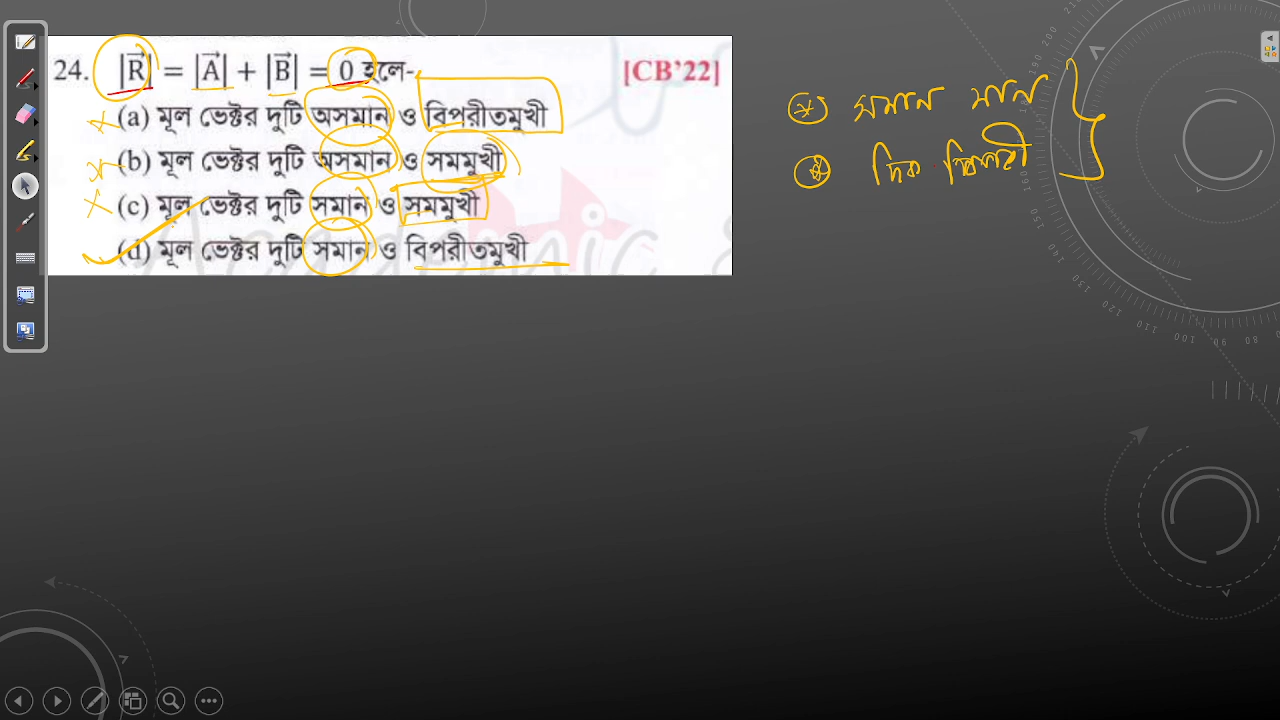 24. |R⃗| = |A⃗| + |B⃗| = 0 হলে- [CB'22]
(a) মূল ভেক্টর দুটি অসমান ও বিপরীতমুখী
(b) মূল ভেক্টর দুটি অসমান ও সমমুখী
(c) মূল ভেক্টর দুটি সমান ও সমমুখী
(d) মূল ভেক্টর দুটি সমান ও বিপরীতমুখী
সমান মান
দিক